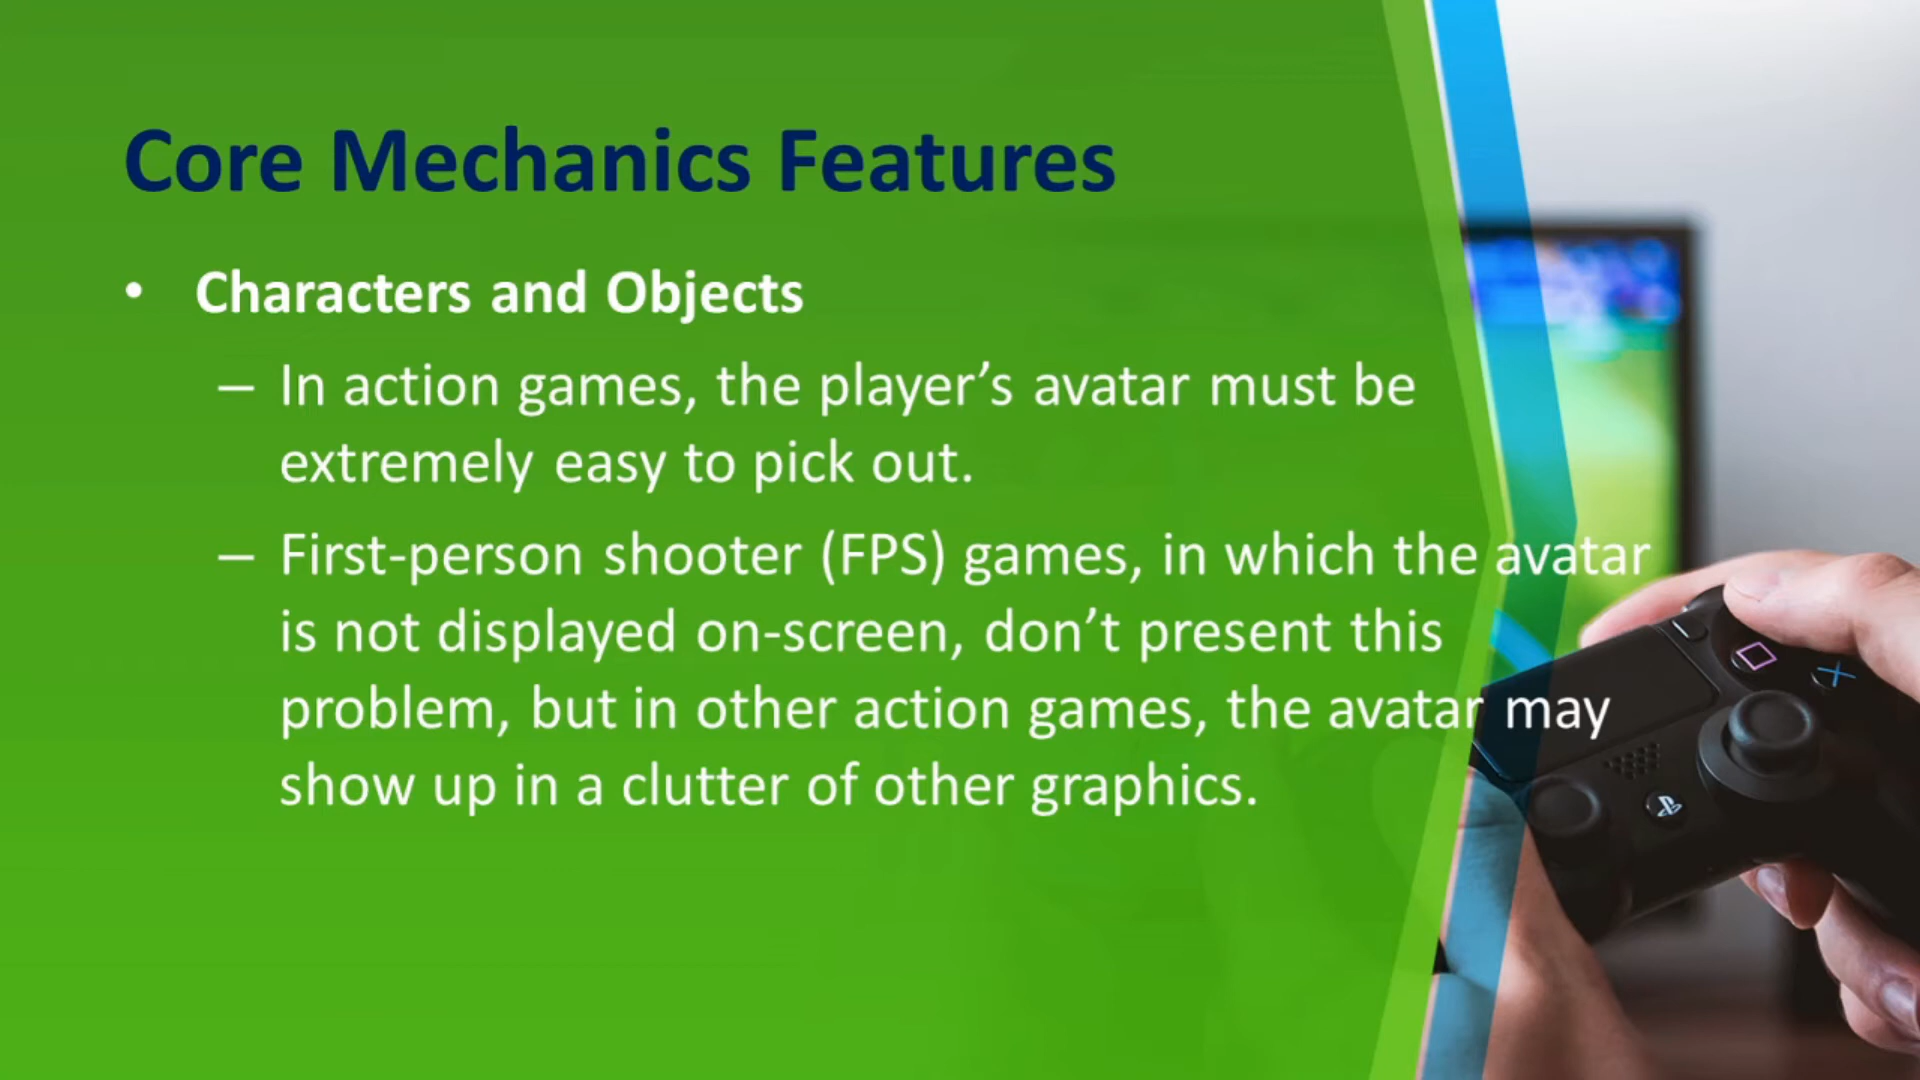 Core Mechanics Features
• Characters and Objects
– In action games, the player’s avatar must be
extremely easy to pick out.
– First-person shooter (FPS) games, in which the avatar
is not displayed on-screen, don’t present this
problem, but in other action games, the avatar may
show up in a clutter of other graphics.